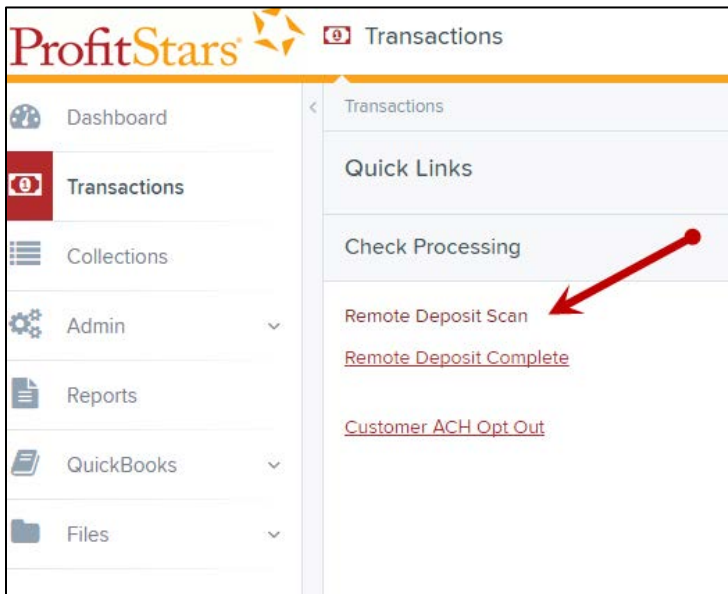 ProfitStars®
Transactions
Dashboard
Transactions
Collections
Admin
Reports
QuickBooks
Files
Transactions
Quick Links
Check Processing
Remote Deposit Scan
Remote Deposit Complete
Customer ACH Opt Out